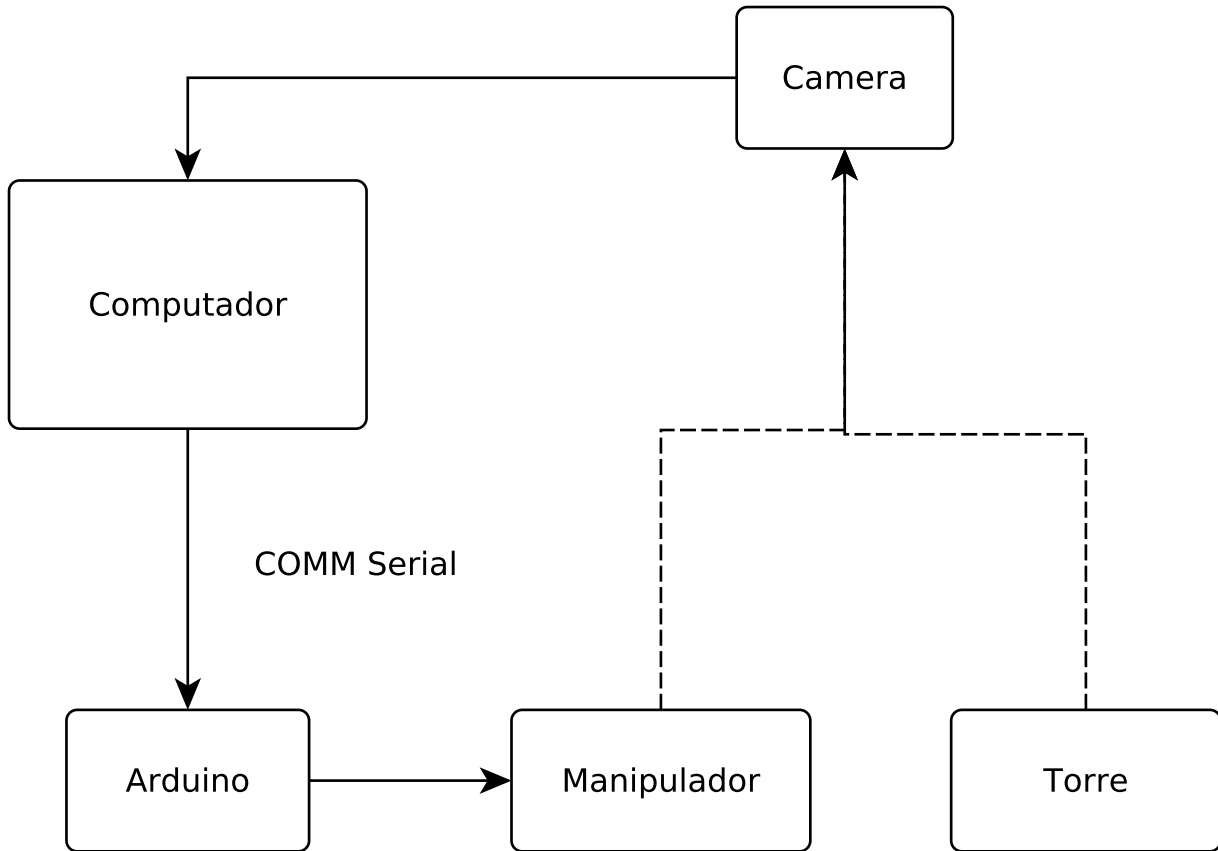 Camera
Computador
COMM Serial
Arduino
Manipulador
Torre